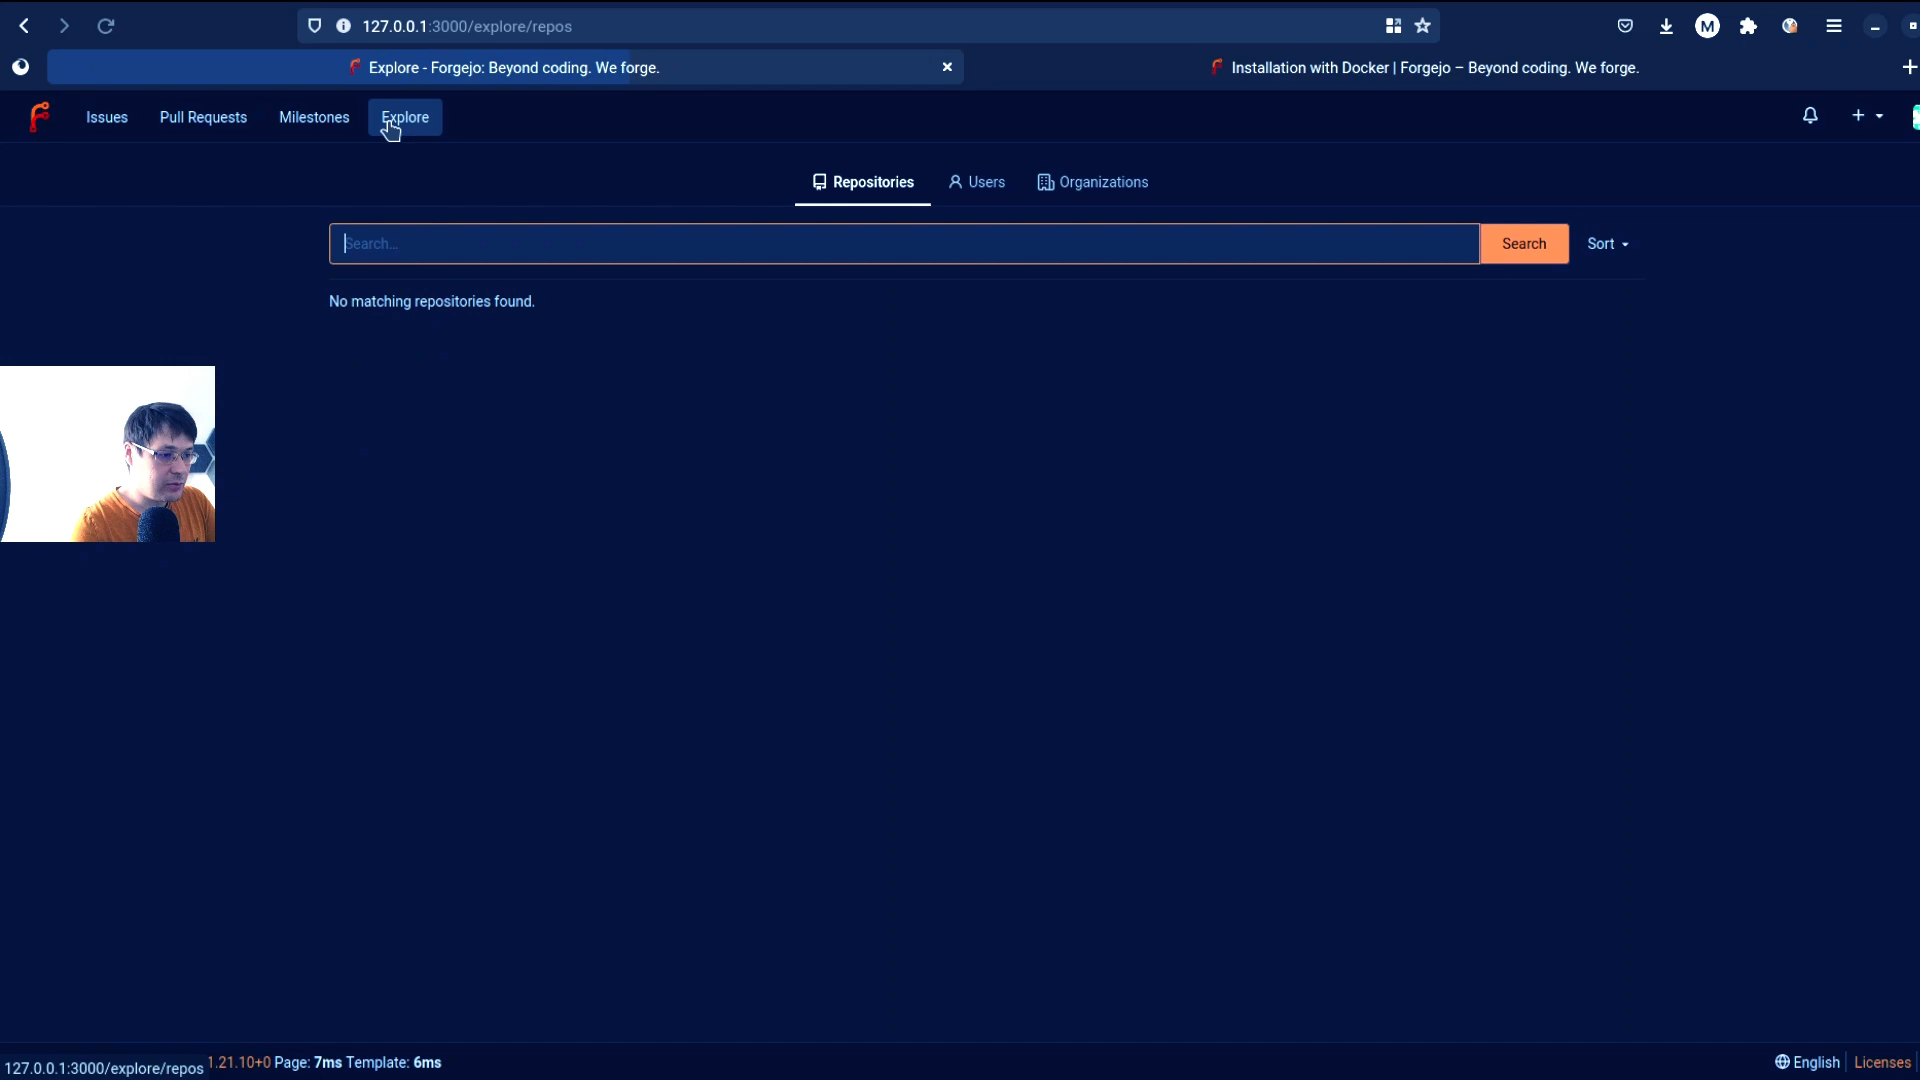 127.0.0.1:3000/explore/repos
M
Explore - Forgejo: Beyond coding. We forge.
Installation with Docker | Forgejo – Beyond coding. We forge.
Issues
Pull Requests
Milestones
Explore
Repositories
Users
Organizations
Search...
Search
Sort
No matching repositories found.
127.0.0.1:3000/explore/repos
1.21.10+0 Page: 7ms Template: 6ms
English
Licenses